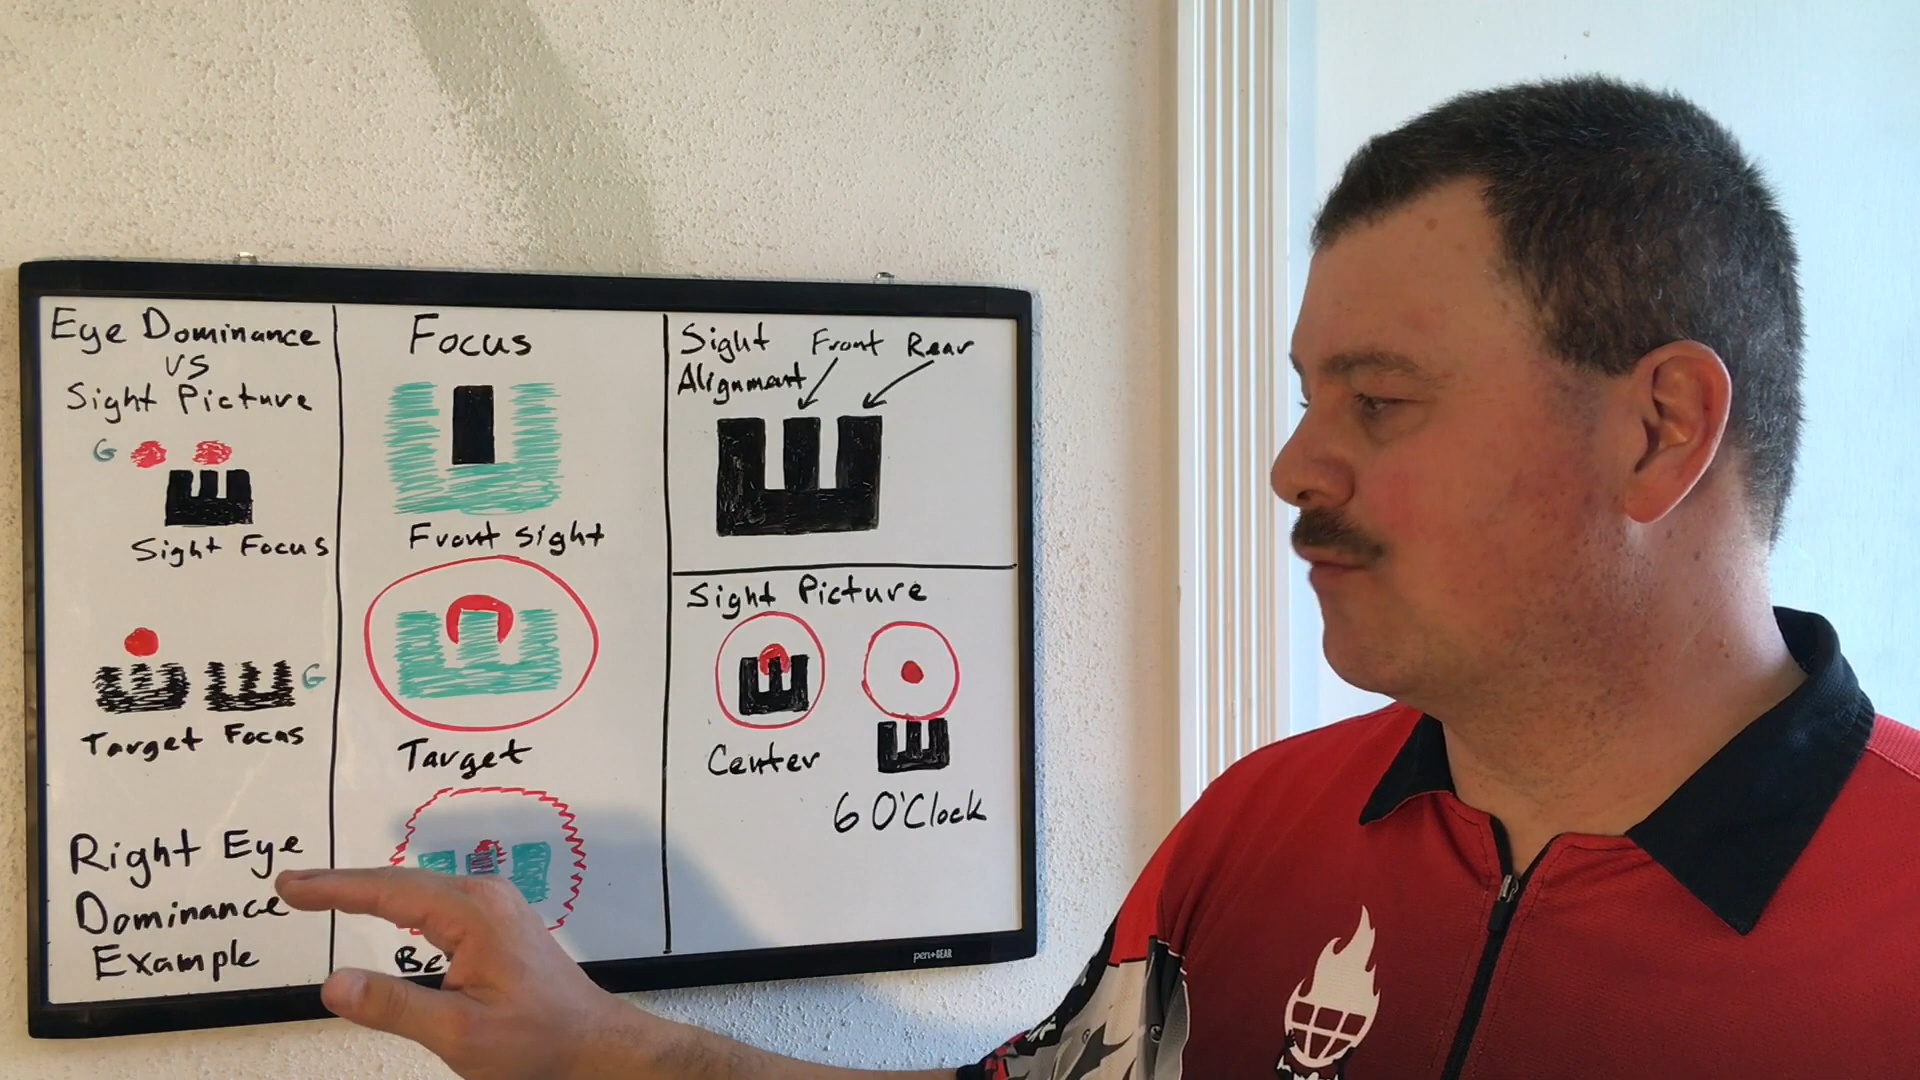 Eye Dominance
vs
Sight Picture
G
Sight Focus
G
Target Focus
Right Eye
Dominance
Example
Focus
Front Sight
Target
Sight Front Rear
Alignment
Sight Picture
Center
6 O'Clock
pen+GEAR